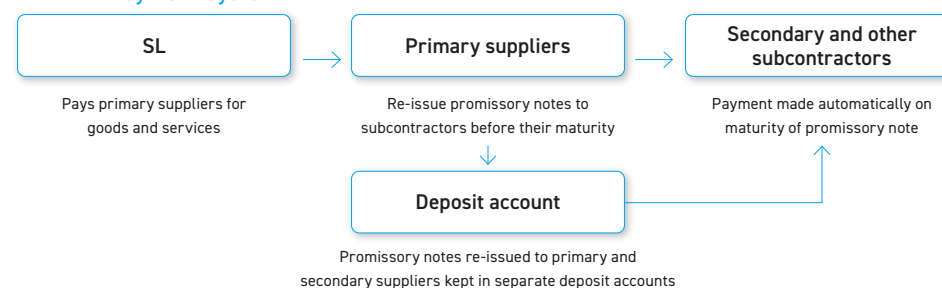 SL
Pays primary suppliers for
goods and services
Primary suppliers
Re-issue promissory notes to
subcontractors before their maturity
Secondary and other
subcontractors
Payment made automatically on
maturity of promissory note
Deposit account
Promissory notes re-issued to primary and
secondary suppliers kept in separate deposit accounts